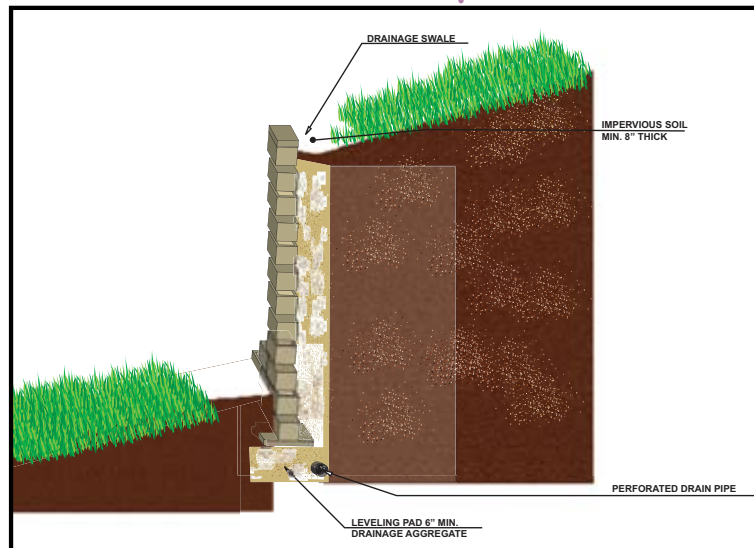 DRAINAGE SWALE
IMPERVIOUS SOIL
MIN. 8” THICK
PERFORATED DRAIN PIPE
LEVELING PAD 6” MIN.
DRAINAGE AGGREGATE